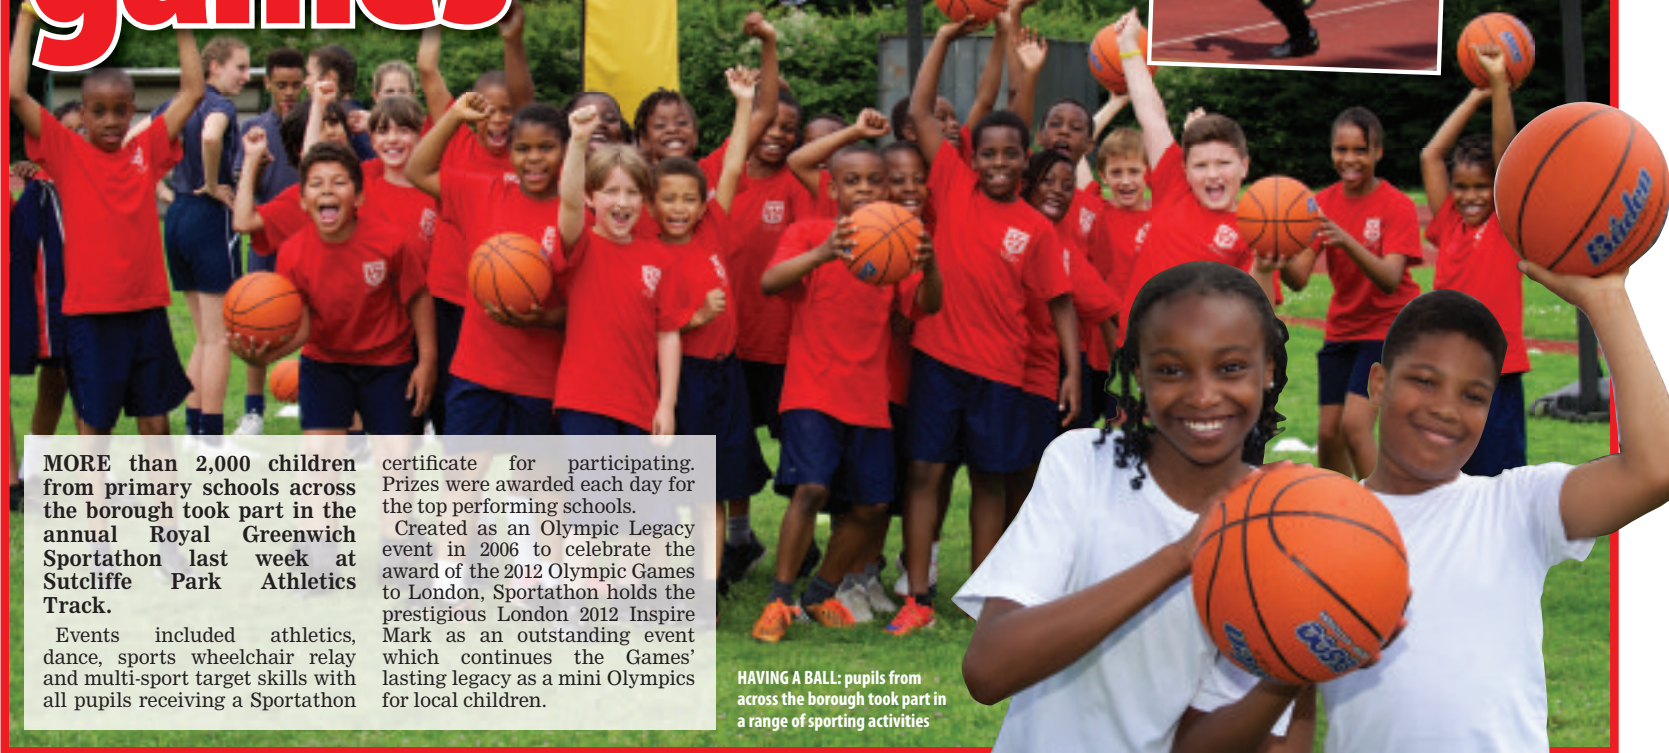 games
MORE than 2,000 children
from primary schools across
the borough took part in the
annual Royal Greenwich
Sportathon last week at
Sutcliffe Park Athletics
Track.
Events included athletics,
dance, sports wheelchair relay
and multi-sport target skills with
all pupils receiving a Sportathon
certificate for participating.
Prizes were awarded each day for
the top performing schools.
Created as an Olympic Legacy
event in 2006 to celebrate the
award of the 2012 Olympic Games
to London, Sportathon holds the
prestigious London 2012 Inspire
Mark as an outstanding event
which continues the Games'
lasting legacy as a mini Olympics
for local children.
HAVING A BALL: pupils from
across the borough took part in
a range of sporting activities
Baden